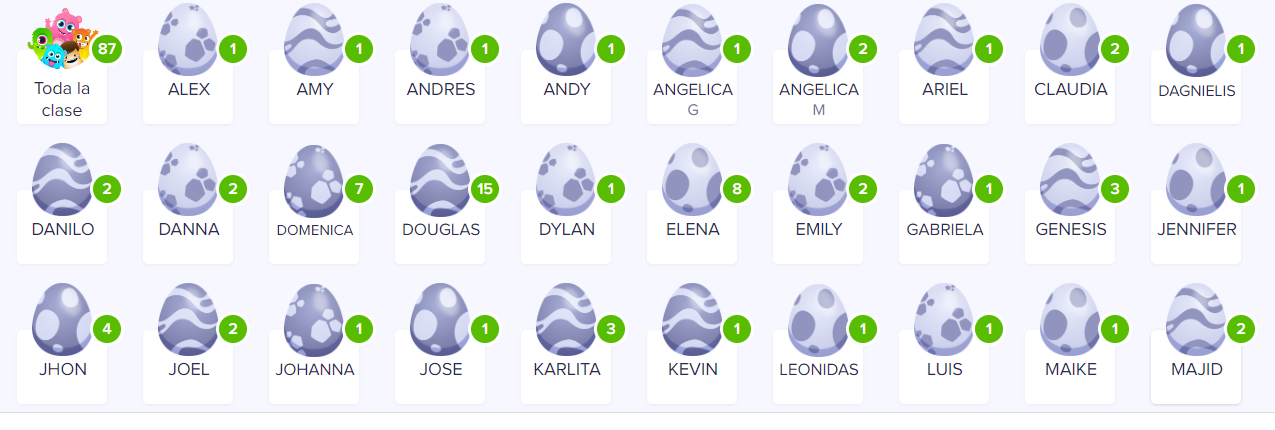 87
Toda la
clase
1
ALEX
1
AMY
1
ANDRES
1
ANDY
1
ANGELICA
G
2
ANGELICA
M
1
ARIEL
2
CLAUDIA
1
DAGNIELIS
2
DANILO
2
DANNA
7
DOMENICA
15
DOUGLAS
1
DYLAN
8
ELENA
2
EMILY
1
GABRIELA
3
GENESIS
1
JENNIFER
4
JHON
2
JOEL
1
JOHANNA
1
JOSE
3
KARLITA
1
KEVIN
1
LEONIDAS
1
LUIS
1
MAIKE
2
MAJID